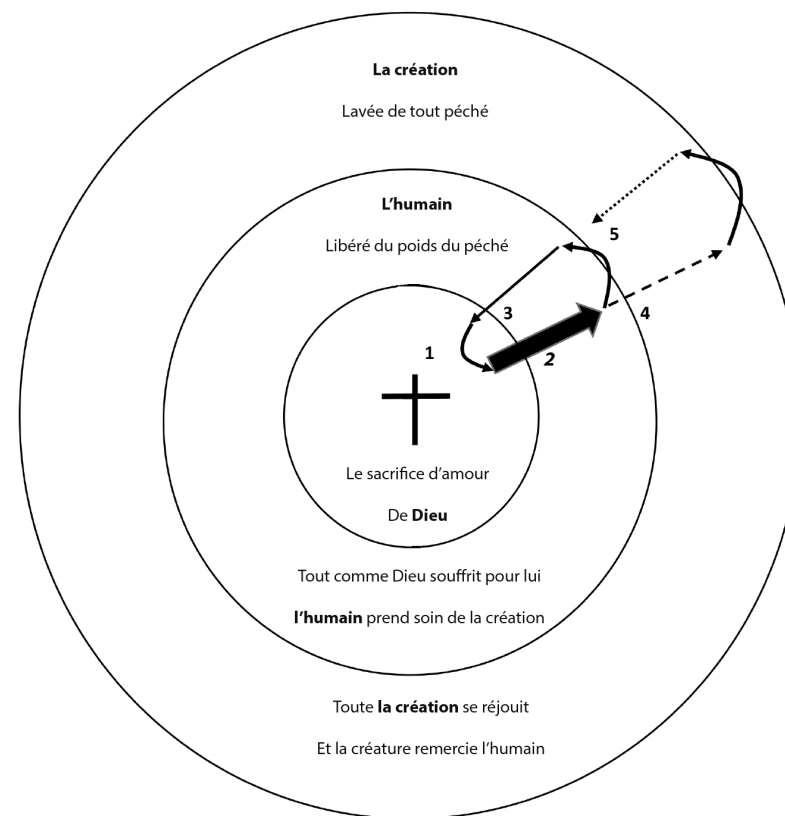 La création
Lavée de tout péché
L’humain
Libéré du poids du péché
5
3
4
1
2
Le sacrifice d’amour
De Dieu
Tout comme Dieu souffrit pour lui
l’humain prend soin de la création
Toute la création se réjouit
Et la créature remercie l’humain